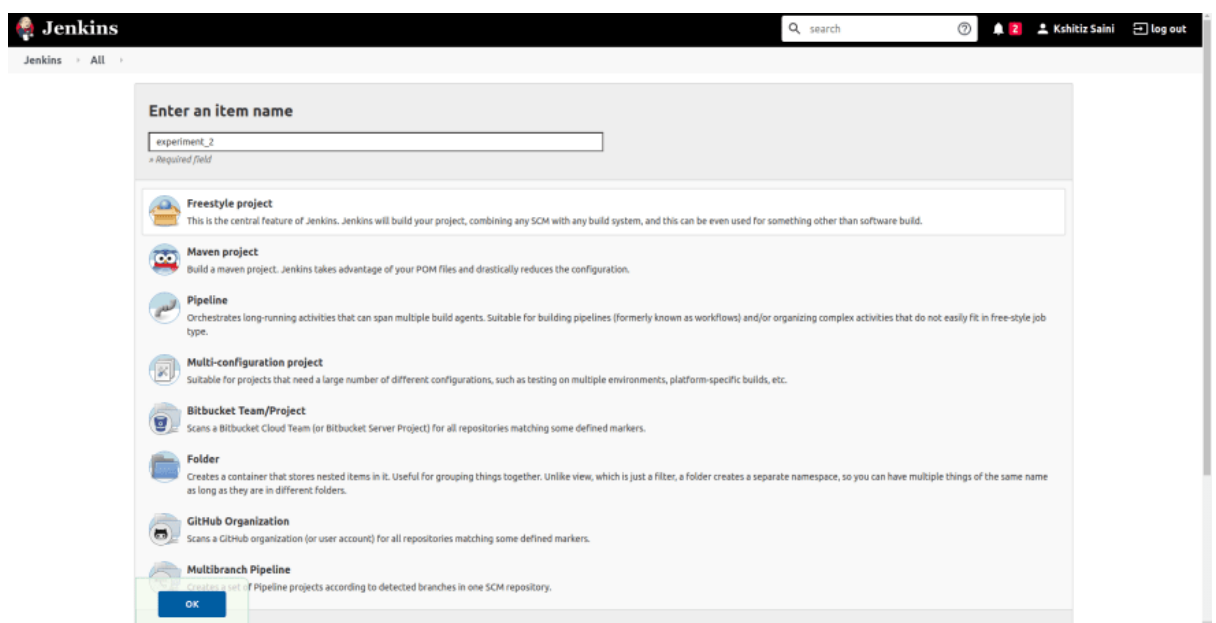 Jenkins
search
2
Kshitiz Saini
log out
Jenkins
All
Enter an item name
experiment_2
» Required field
Freestyle project
This is the central feature of Jenkins. Jenkins will build your project, combining any SCM with any build system, and this can be even used for something other than software build.
Maven project
Build a maven project. Jenkins takes advantage of your POM files and drastically reduces the configuration.
Pipeline
Orchestrates long-running activities that can span multiple build agents. Suitable for building pipelines (formerly known as workflows) and/or organizing complex activities that do not easily fit in free-style job
type.
Multi-configuration project
Suitable for projects that need a large number of different configurations, such as testing on multiple environments, platform-specific builds, etc.
Bitbucket Team/Project
Scans a Bitbucket Cloud Team (or Bitbucket Server Project) for all repositories matching some defined markers.
Folder
Creates a container that stores nested items in it. Useful for grouping things together. Unlike view, which is just a filter, a folder creates a separate namespace, so you can have multiple things of the same name
as long as they are in different folders.
GitHub Organization
Scans a GitHub organization (or user account) for all repositories matching some defined markers.
Multibranch Pipeline
Creates a set of Pipeline projects according to detected branches in one SCM repository.
OK